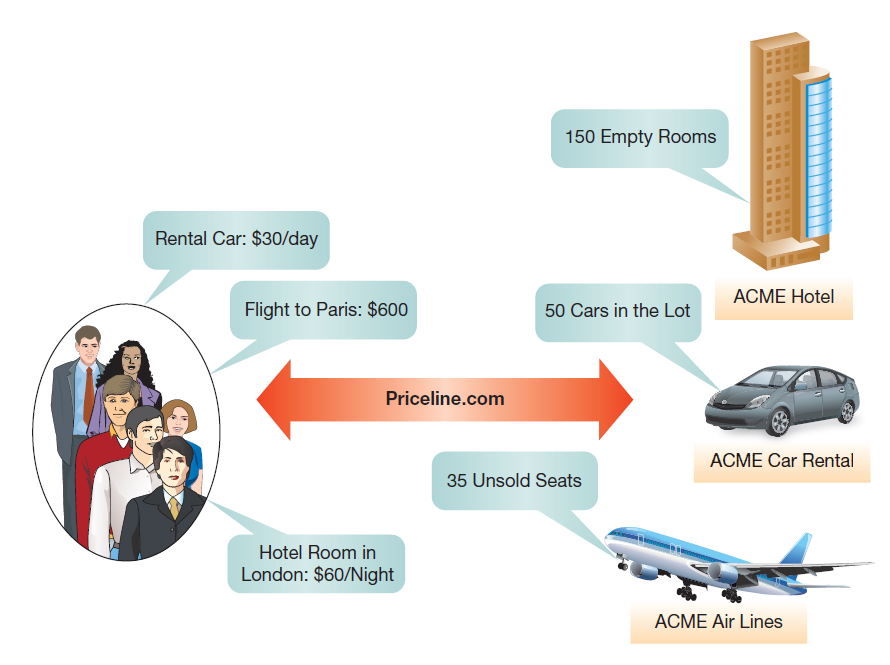 150 Empty Rooms
Rental Car: $30/day
Flight to Paris: $600
50 Cars in the Lot
ACME Hotel
Priceline.com
ACME Car Rental
35 Unsold Seats
Hotel Room in
London: $60/Night
ACME Air Lines